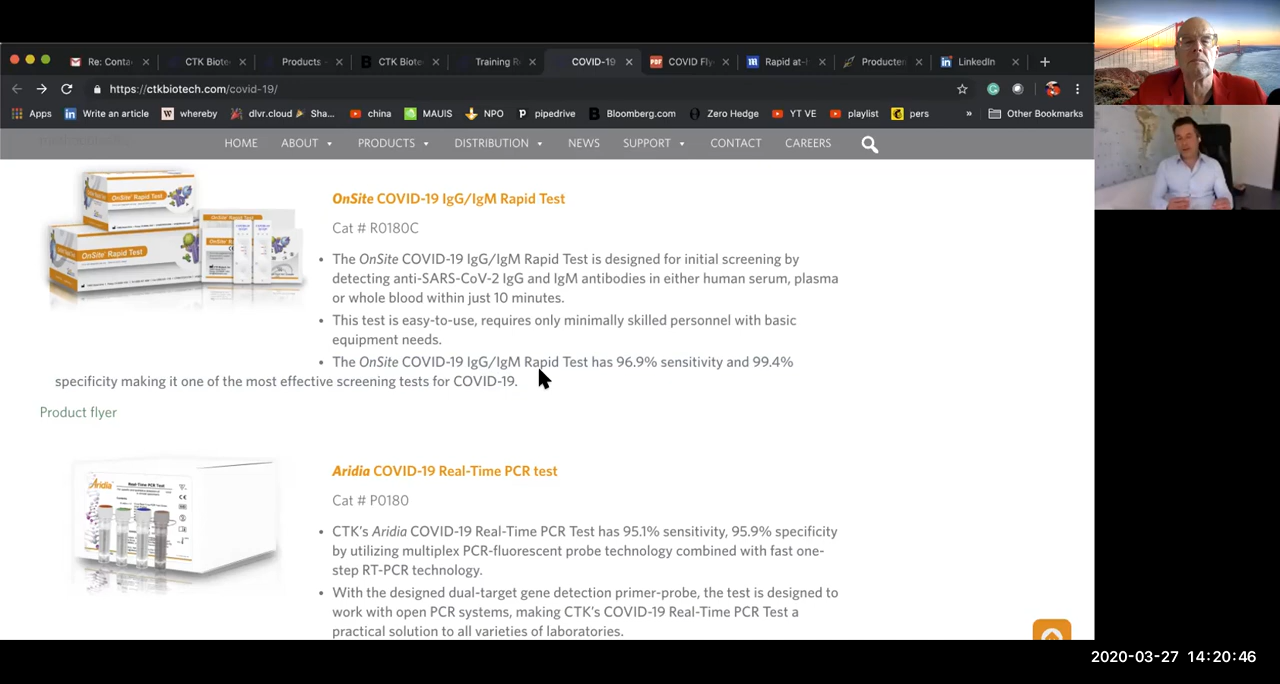 Re: Conta
CTK Biote
Products -
CTK Biote
Training R
COVID-19
COVID Fly
Rapid at-l
Producten
LinkedIn
https://ctkbiotech.com/covid-19/
Apps
Write an article
whereby
dlvr.cloud
Sha...
china
MAUIS
NPO
pipedrive
Bloomberg.com
Zero Hedge
YT VE
playlist
pers
»
Other Bookmarks
HOME
ABOUT
PRODUCTS
DISTRIBUTION
NEWS
SUPPORT
CONTACT
CAREERS
OnSite Rapid Test
OnSite Rapid Test
OnSite COVID-19 IgG/IgM Rapid Test
Cat # R0180C
• The OnSite COVID-19 IgG/IgM Rapid Test is designed for initial screening by
detecting anti-SARS-CoV-2 IgG and IgM antibodies in either human serum, plasma
or whole blood within just 10 minutes.
• This test is easy-to-use, requires only minimally skilled personnel with basic
equipment needs.
• The OnSite COVID-19 IgG/IgM Rapid Test has 96.9% sensitivity and 99.4%
specificity making it one of the most effective screening tests for COVID-19.
Product flyer
Aridia
Real-Time PCR Test
Aridia COVID-19 Real-Time PCR test
Cat # P0180
• CTK's Aridia COVID-19 Real-Time PCR Test has 95.1% sensitivity, 95.9% specificity
by utilizing multiplex PCR-fluorescent probe technology combined with fast one-
step RT-PCR technology.
• With the designed dual-target gene detection primer-probe, the test is designed to
work with open PCR systems, making CTK's COVID-19 Real-Time PCR Test a
practical solution to all varieties of laboratories.
2020-03-27 14:20:46